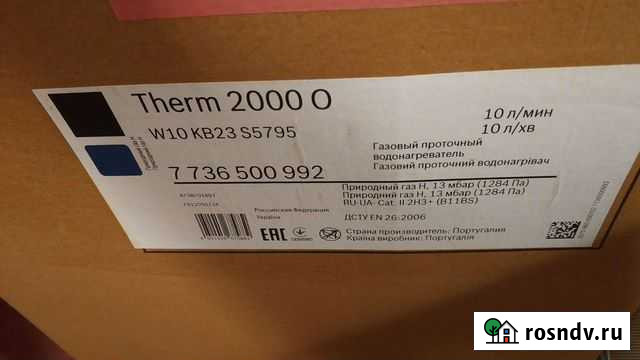 Therm 2000 O
W10 KB23 S5795
10 л/мин
10 л/хв
Газовый проточный
водонагреватель
Газовий проточний водонагрівач
7 736 500 992
Природный газ Н, 13 мбар (1284 Па)
Природний газ Н, 13 мбар (1284 Па)
RU-UA- Cat. II 2H3+ (B11BS)
Российская Федерация
Україна
ДСТУ EN 26:2006
EAC
Страна производитель: Португалия
Країна виробник: Португалія
rosndv.ru